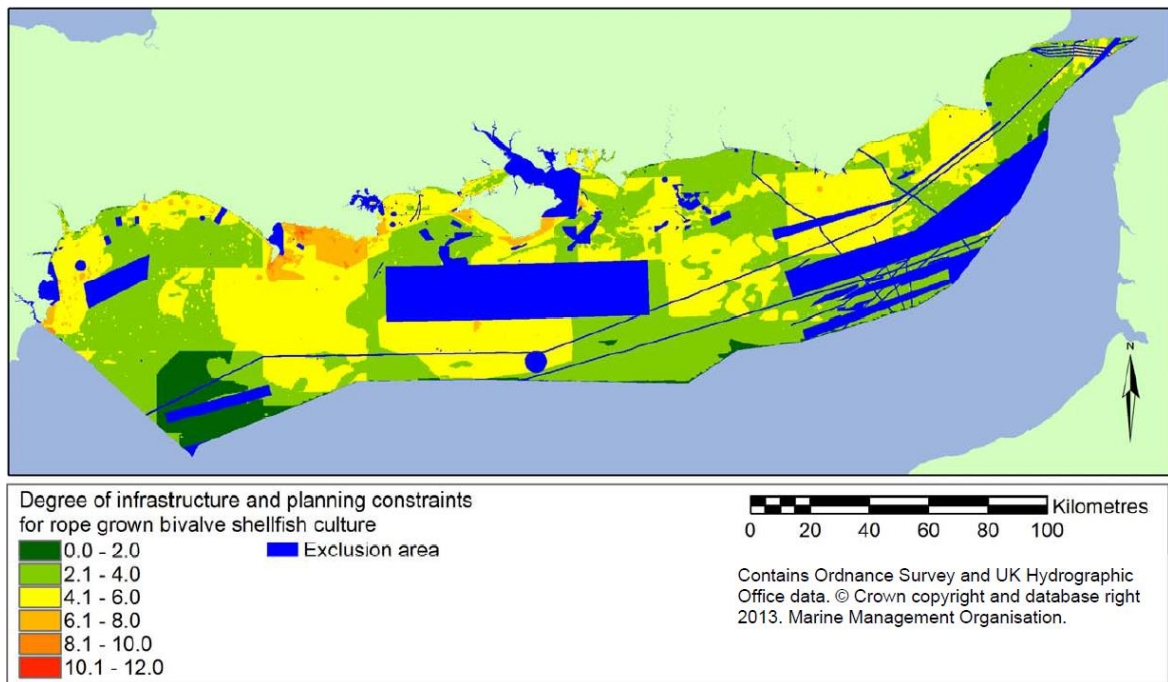 N
Degree of infrastructure and planning constraints
for rope grown bivalve shellfish culture
0.0 - 2.0
2.1 - 4.0
4.1 - 6.0
6.1 - 8.0
8.1 - 10.0
10.1 - 12.0
Exclusion area
Kilometres
0 20 40 60 80 100
Contains Ordnance Survey and UK Hydrographic
Office data. © Crown copyright and database right
2013. Marine Management Organisation.